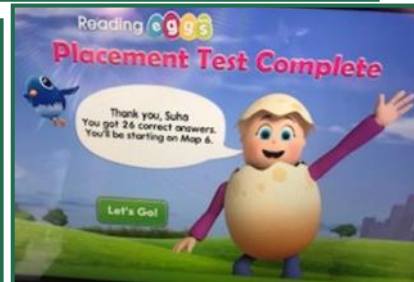 Reading eggs
Placement Test Complete
Thank you, Suha
You got 26 correct answers.
You'll be starting on Map 6.
Let's Go!